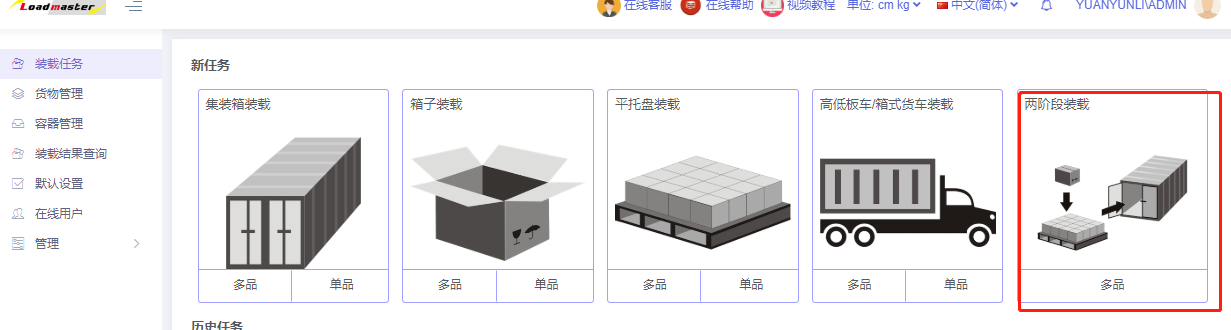 Loadmaster
在线客服 在线帮助 视频教程 单位: cm kg 中文(简体) YUANYUNLI\ADMIN
装载任务
货物管理
容器管理
装载结果查询
默认设置
在线用户
管理
新任务
集装箱装载
多品 单品
箱子装载
多品 单品
平托盘装载
多品 单品
高低板车/箱式货车装载
多品 单品
两阶段装载
多品
历史任务